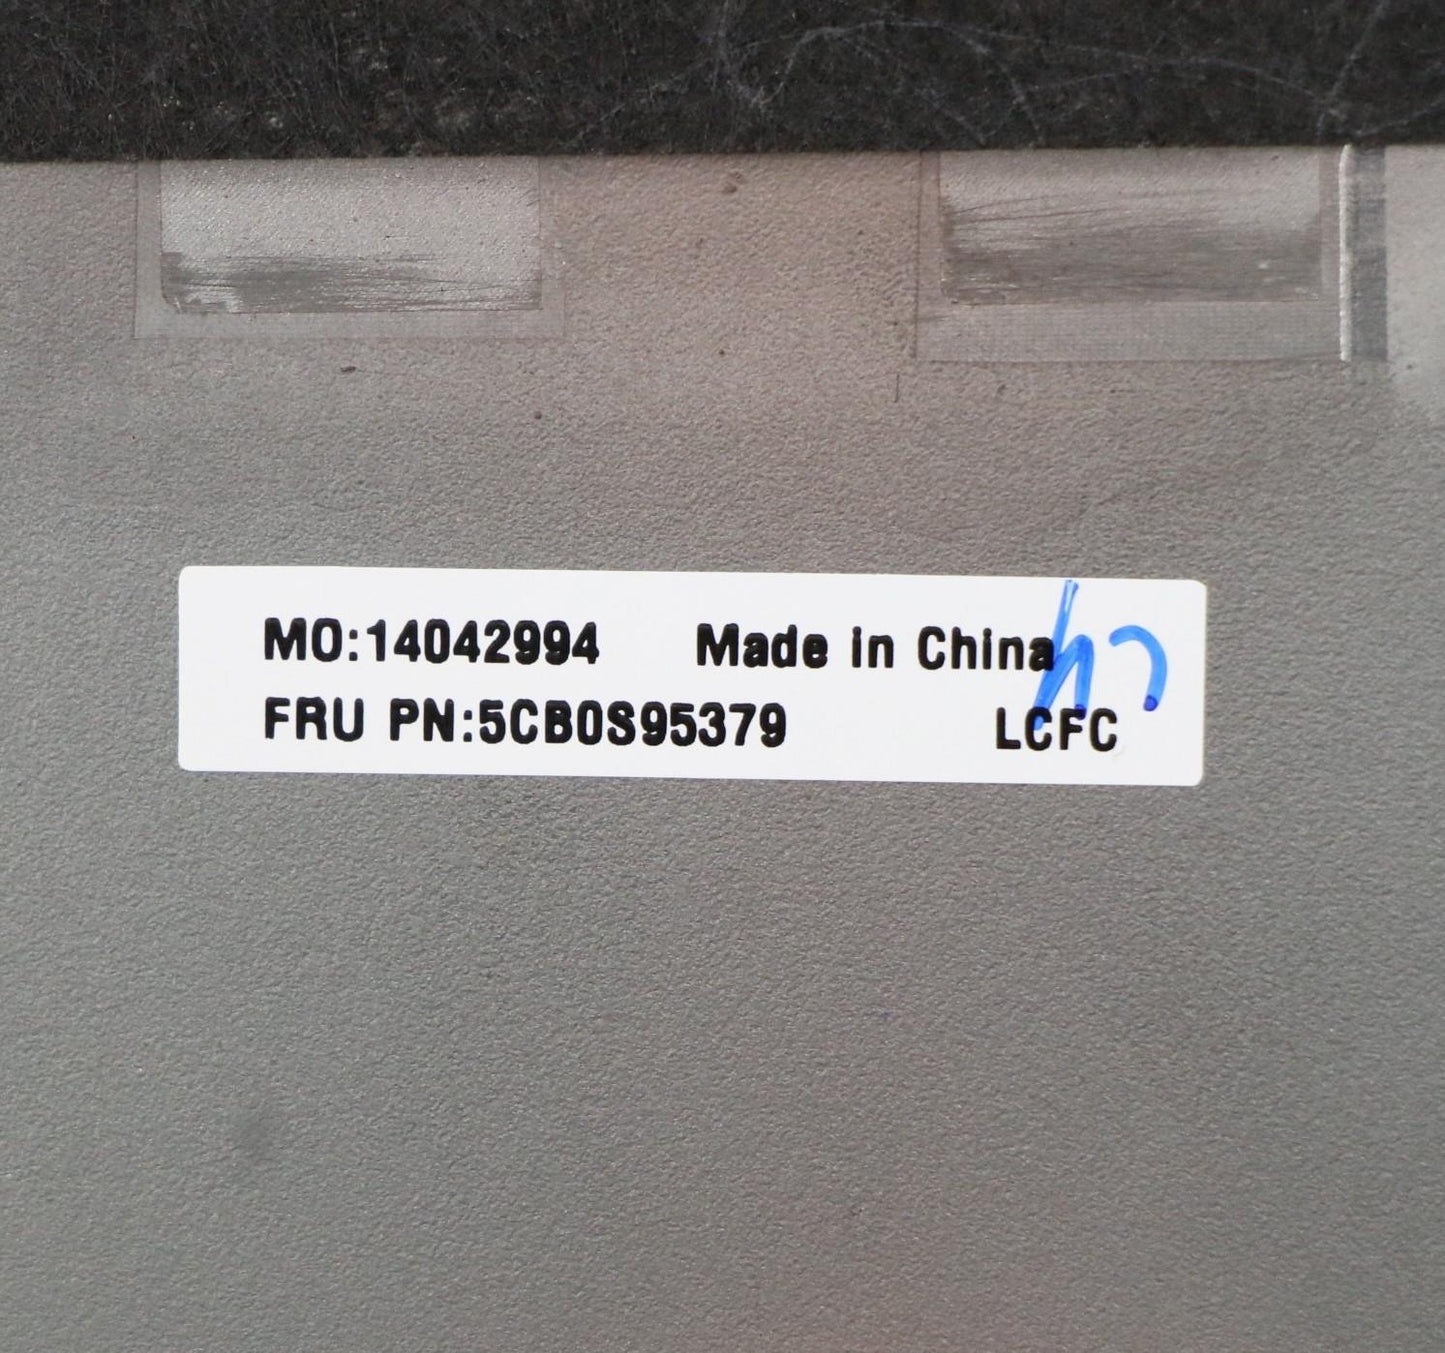 MO:14042994 Made in China
FRU PN:5CB0S95379 LCFC